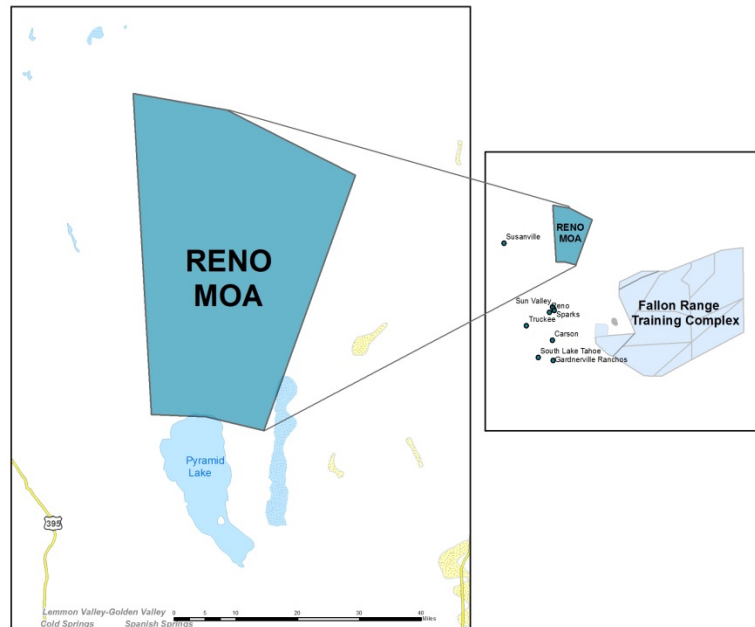 RENO
MOA
Pyramid
Lake
395
Lemmon Valley-Golden Valley
Cold Springs
Spanish Springs
0
5
10
20
30
40
Miles
RENO
MOA
Susanville
Sun Valley
Reno
Sparks
Truckee
Carson
South Lake Tahoe
Gardnerville Ranchos
Fallon Range
Training Complex